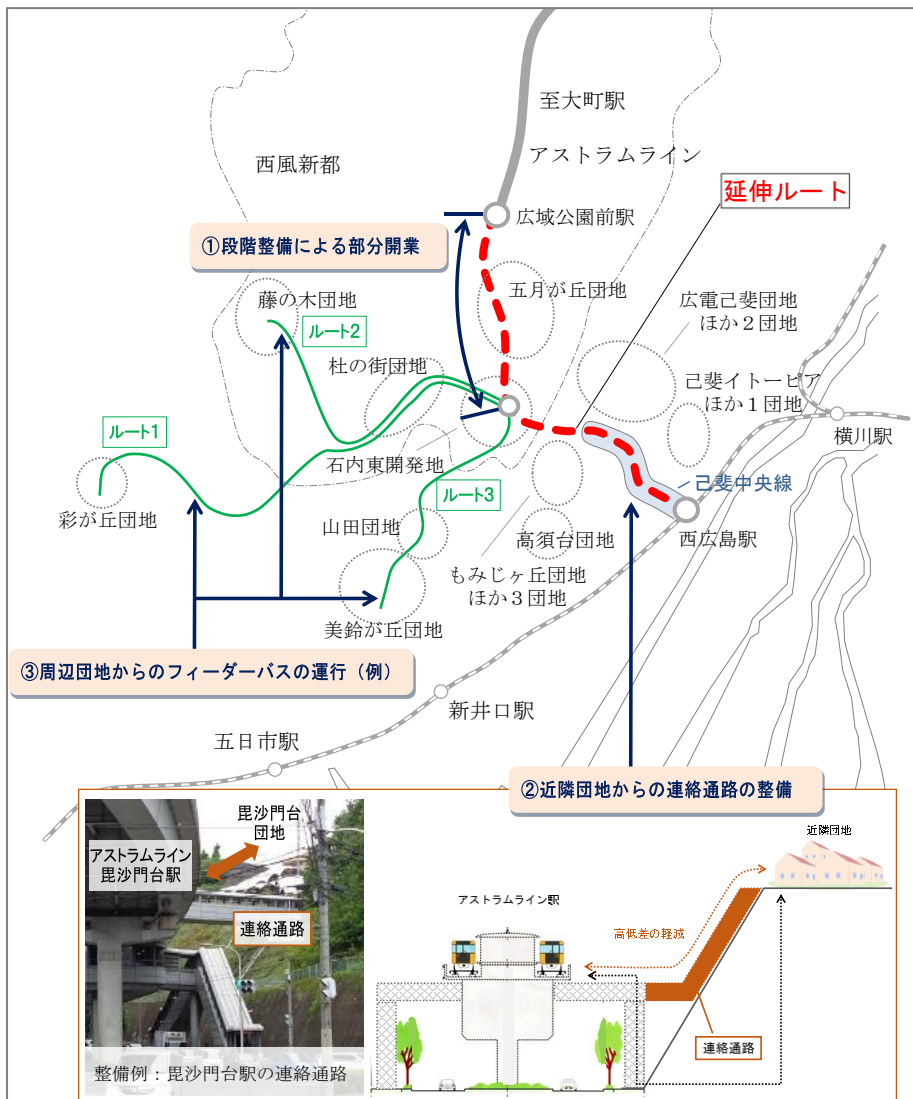 至大町駅
アストラムライン
西風新都
延伸ルート
広域公園前駅
①段階整備による部分開業
五月が丘団地
藤の木団地
広電己斐団地
ほか２団地
ルート2
杜の街団地
己斐イトーピア
ほか１団地
横川駅
ルート1
石内東開発地
ルート3
己斐中央線
彩が丘団地
山田団地
高須台団地
西広島駅
もみじヶ丘団地
ほか３団地
美鈴が丘団地
③周辺団地からのフィーダーバスの運行（例）
新井口駅
五日市駅
②近隣団地からの連絡通路の整備
毘沙門台
団地
アストラムライン
毘沙門台駅
連絡通路
整備例：毘沙門台駅の連絡通路
近隣団地
アストラムライン駅
高低差の軽減
連絡通路